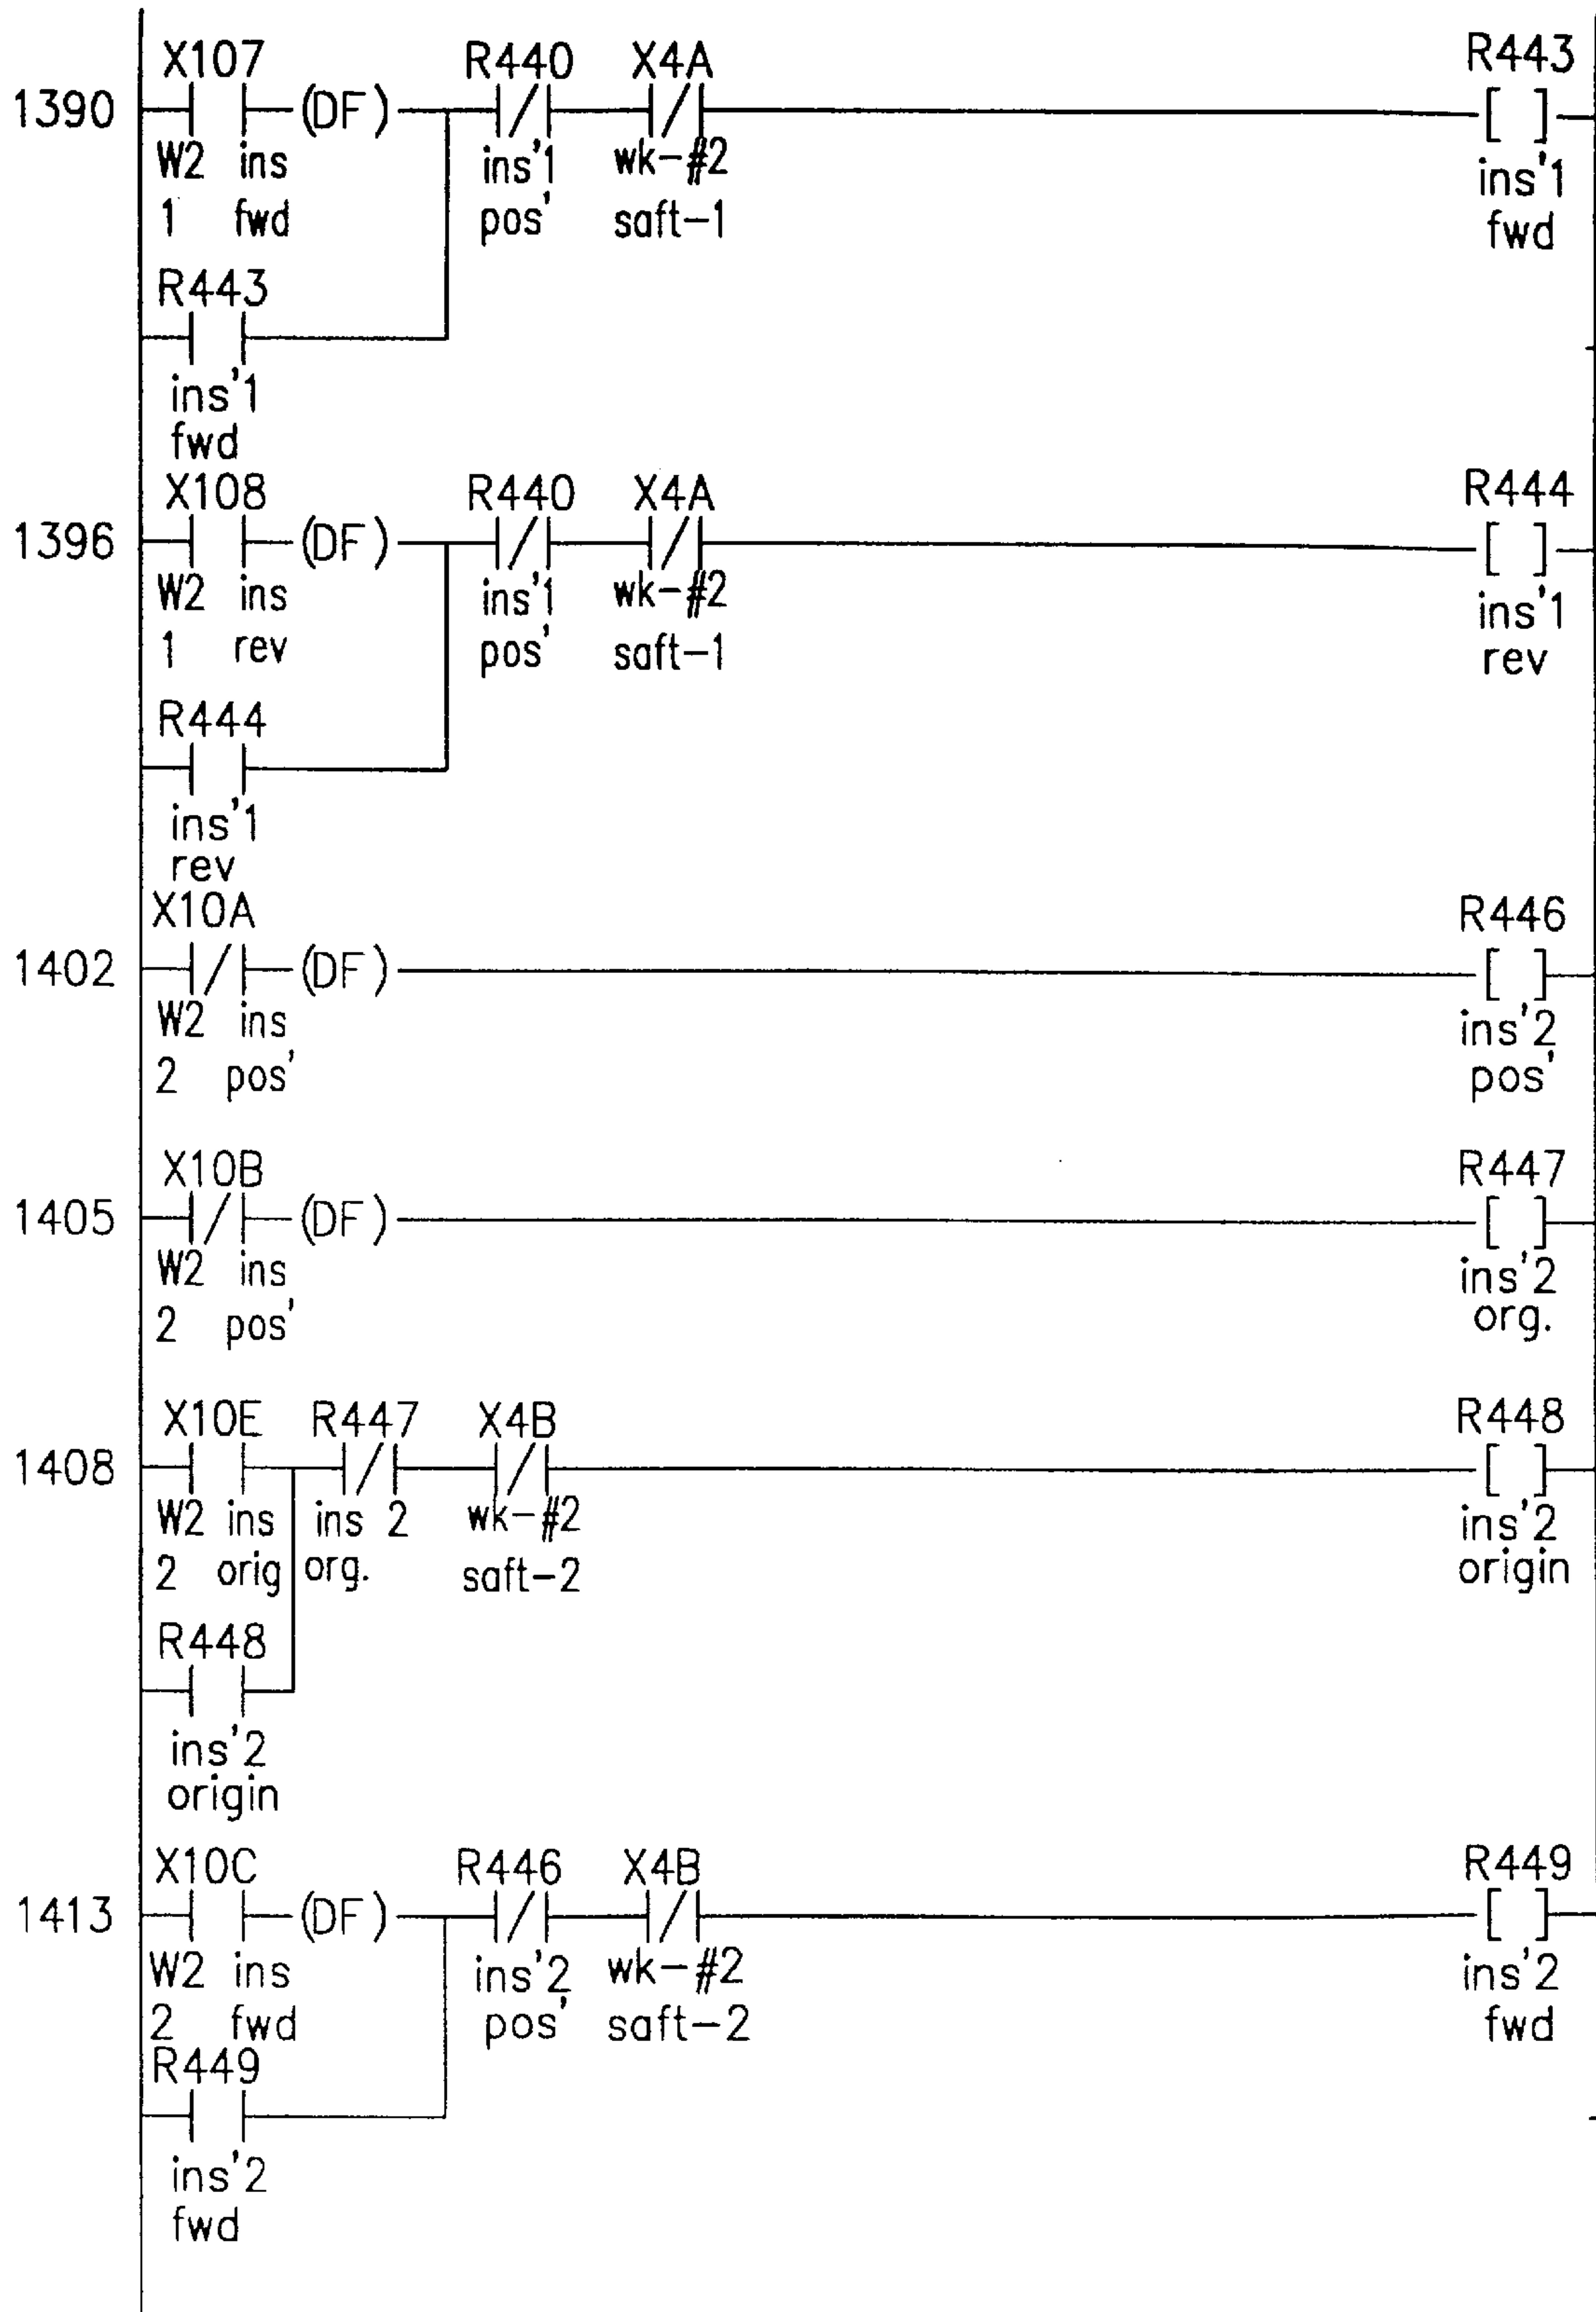 X107 R440 X4A R443
1390 (DF) [ ]
W2 ins ins'1 wk-#2 ins'1
1 fwd pos' saft-1 fwd
R443
ins'1
fwd
X108 R440 X4A R444
1396 (DF) [ ]
W2 ins ins'1 wk-#2 ins'1
1 rev pos' saft-1 rev
R444
ins'1
rev
X10A R446
1402 (DF) [ ]
W2 ins ins'2
2 pos' pos'
X10B R447
1405 (DF) [ ]
W2 ins ins'2
2 pos' org.
X10E R447 X4B R448
1408 [ ]
W2 ins ins 2 wk-#2 ins'2
2 orig org. saft-2 origin
R448
ins'2
origin
X10C R446 X4B R449
1413 (DF) [ ]
W2 ins ins'2 wk-#2 ins'2
2 fwd pos' saft-2 fwd
R449
ins'2
fwd